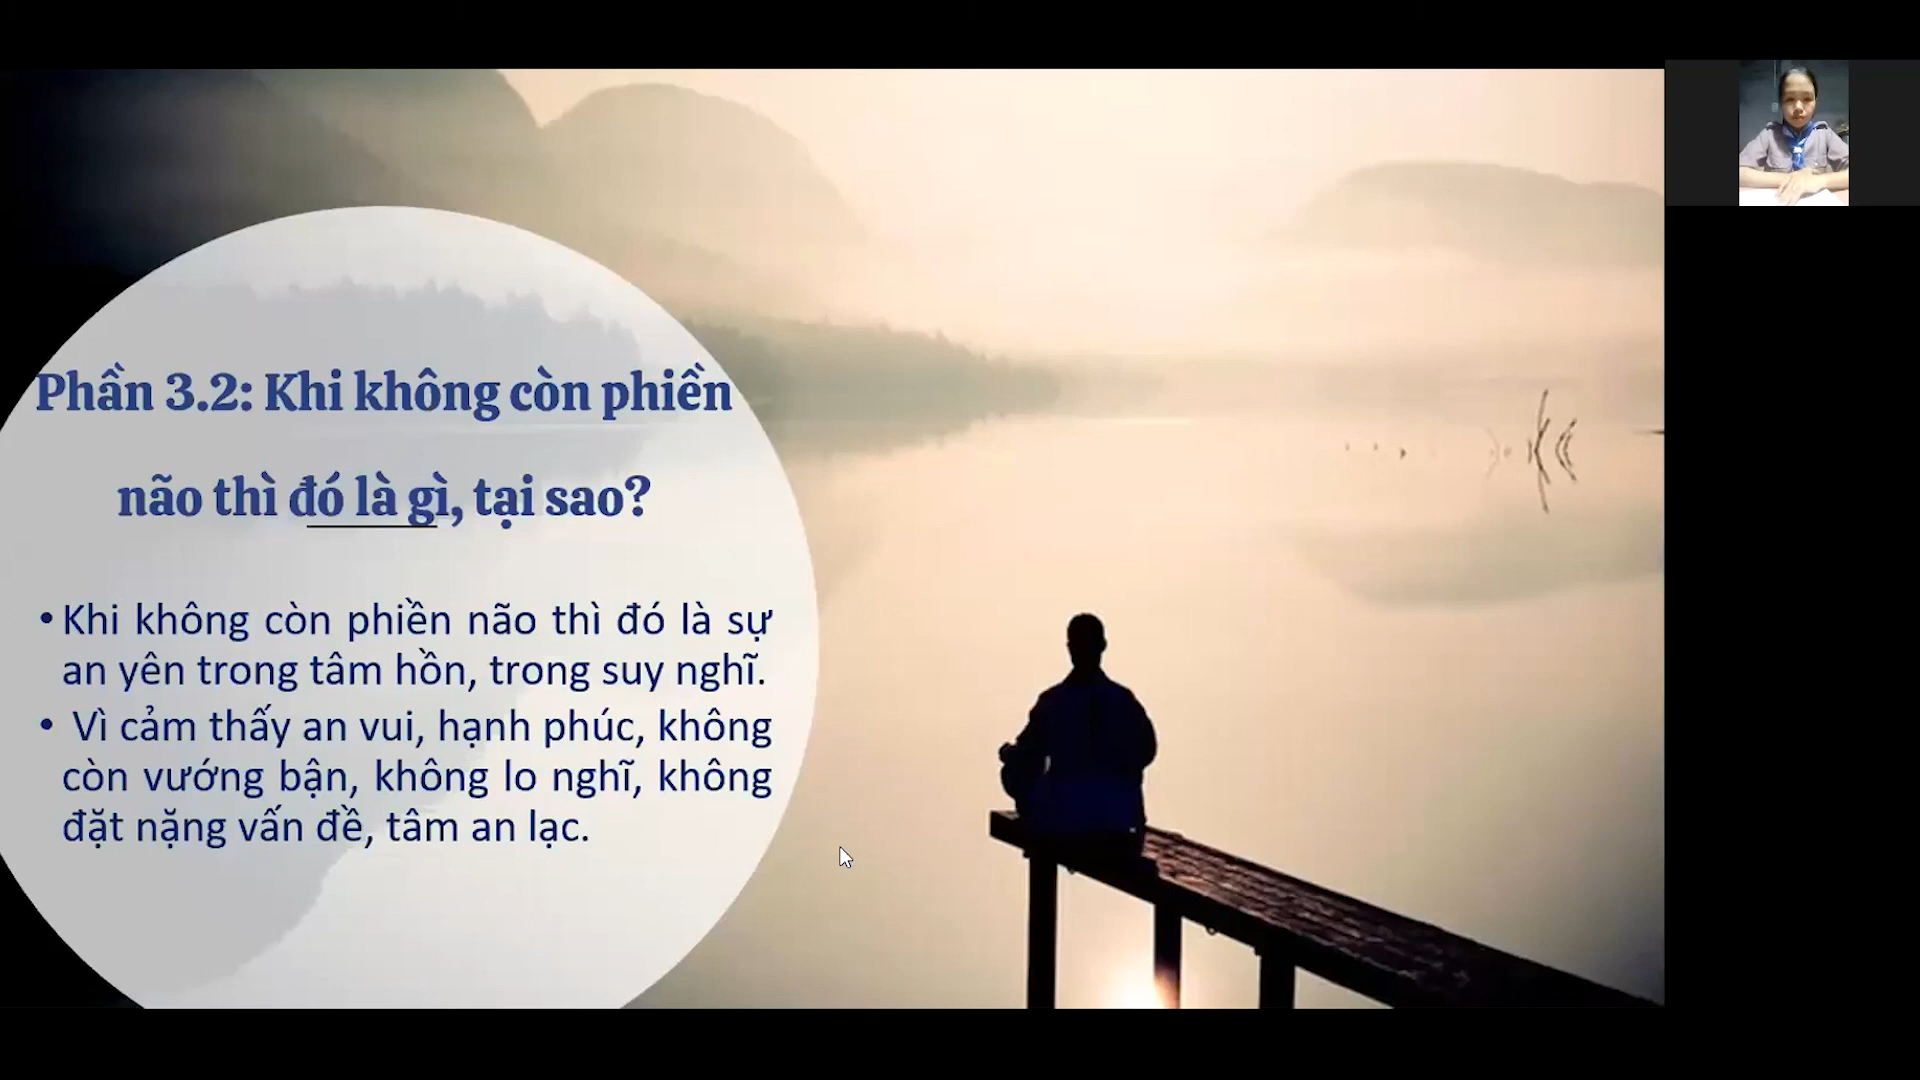 Phần 3.2: Khi không còn phiền
não thì đó là gì, tại sao?
• Khi không còn phiền não thì đó là sự
an yên trong tâm hồn, trong suy nghĩ.
• Vì cảm thấy an vui, hạnh phúc, không
còn vướng bận, không lo nghĩ, không
đặt nặng vấn đề, tâm an lạc.